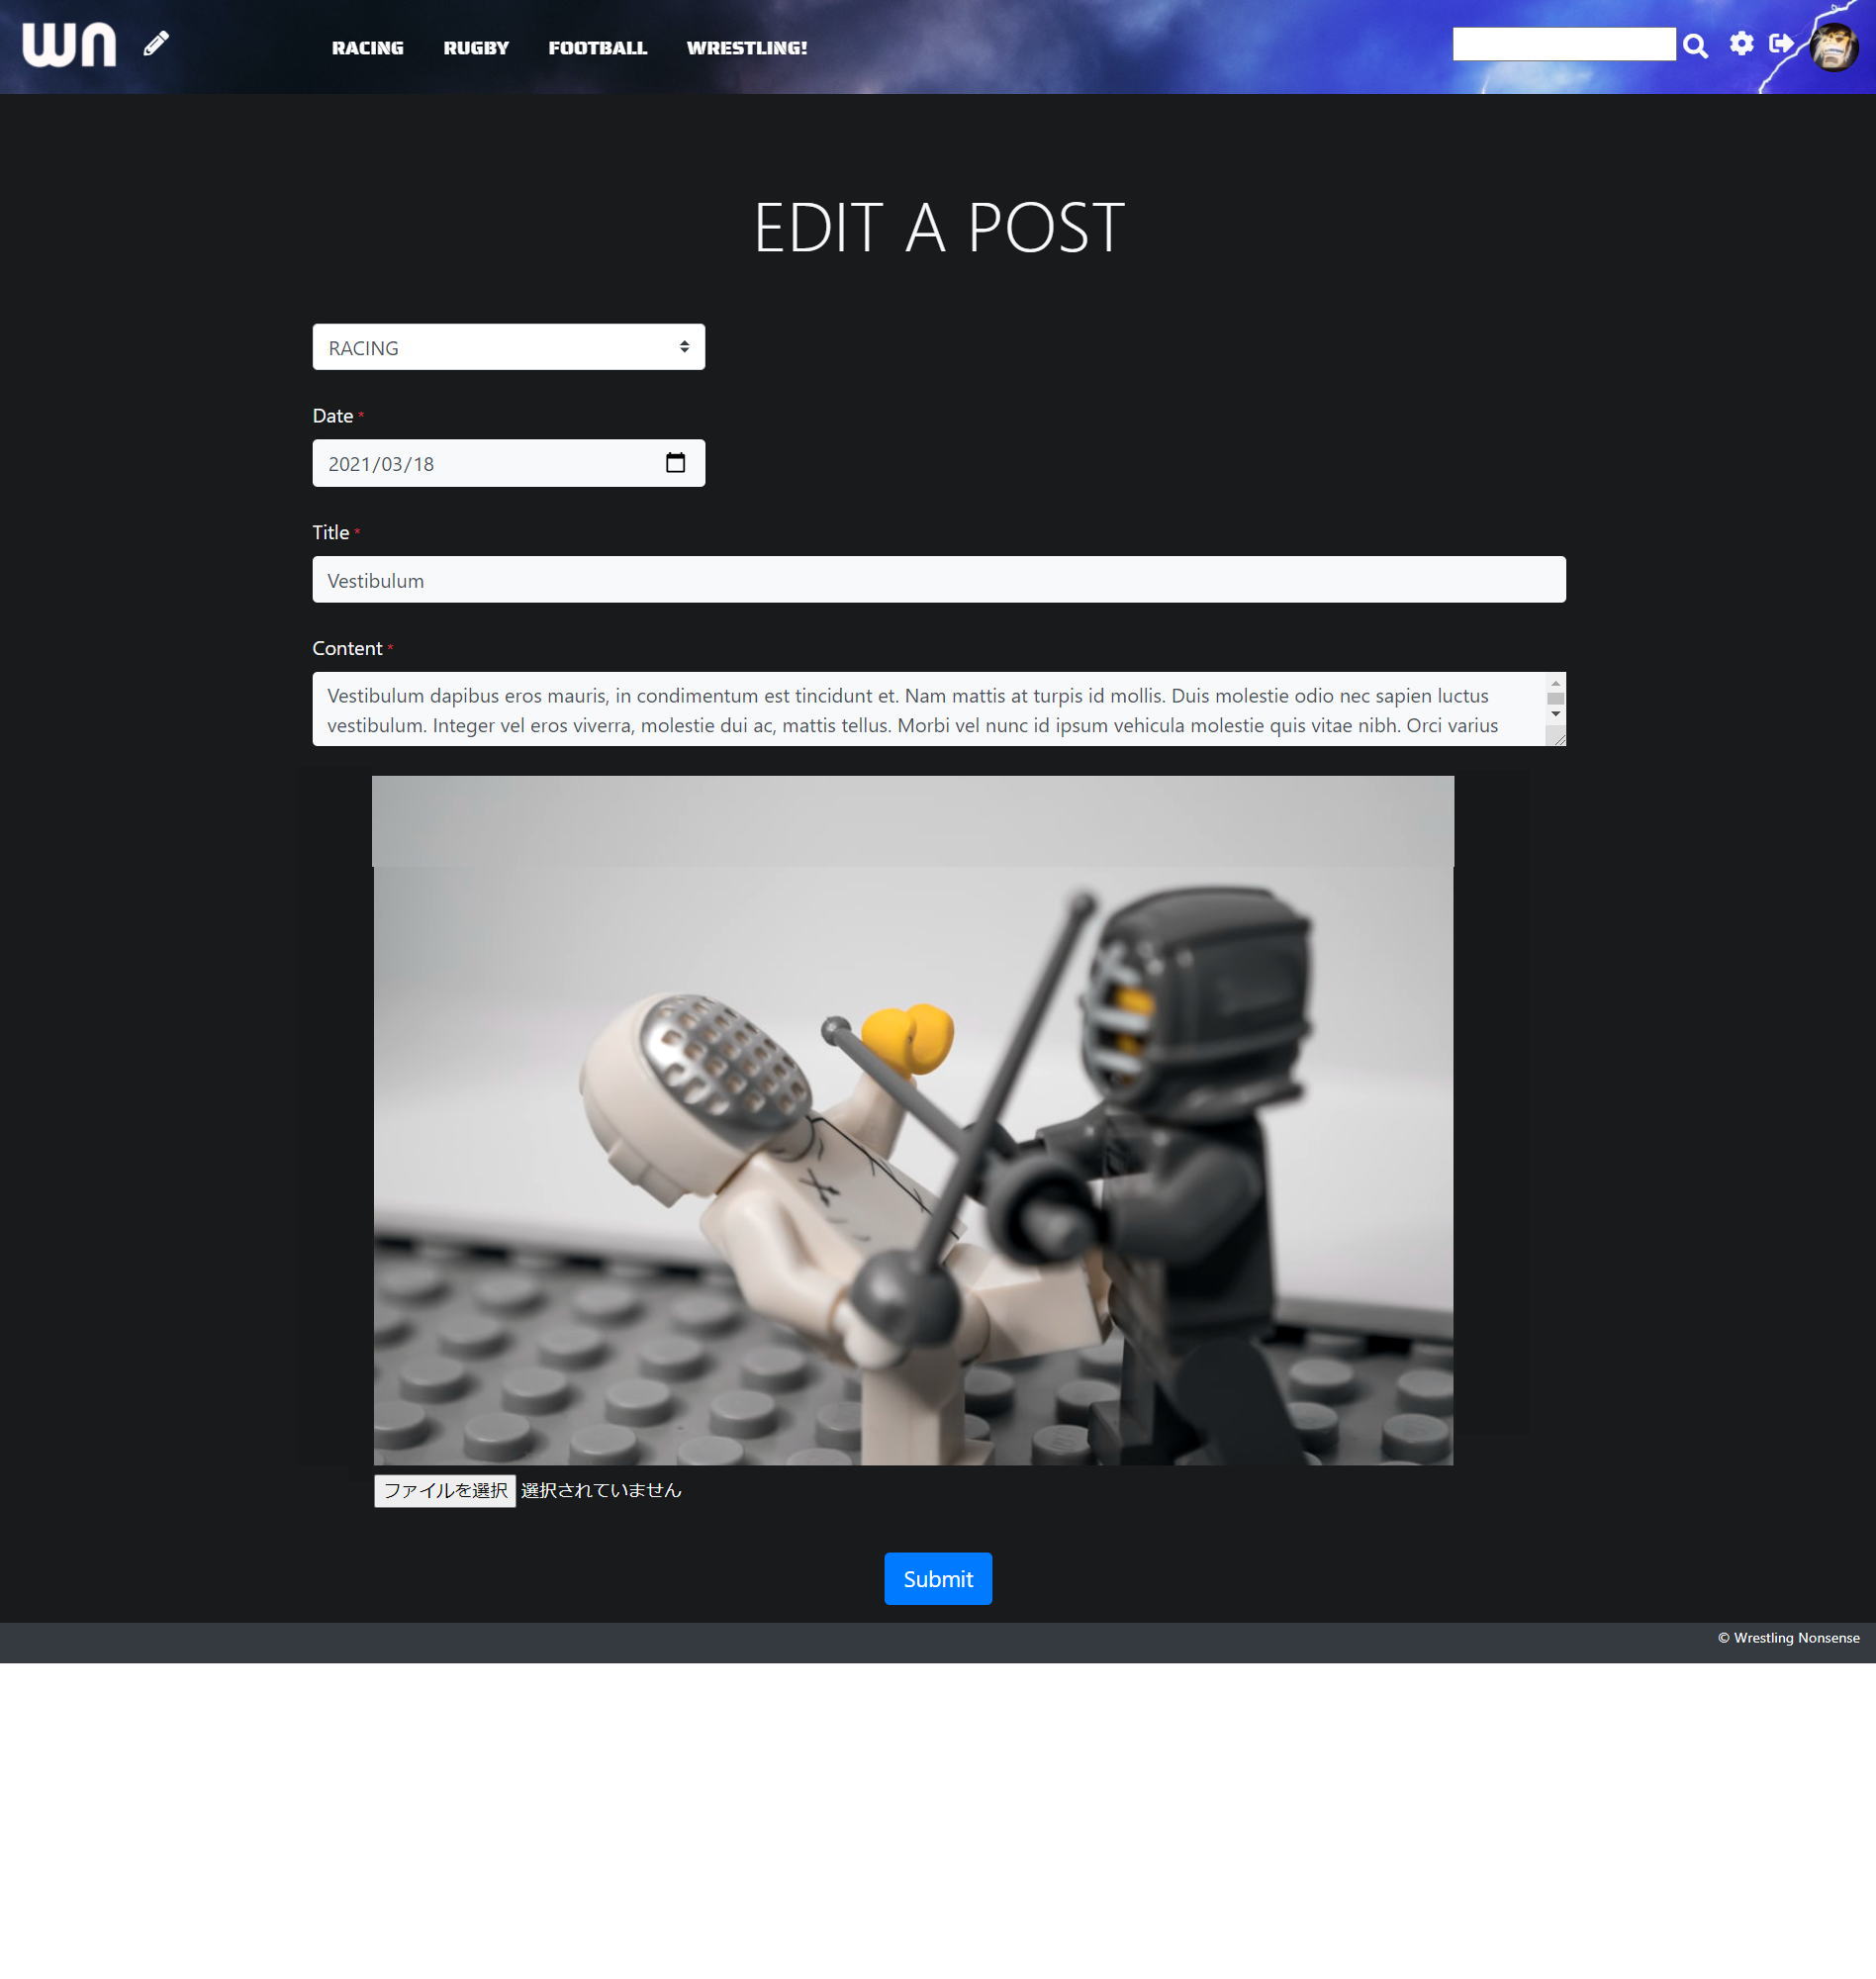 wn
RACING RUGBY FOOTBALL WRESTLING!
EDIT A POST
RACING
Date *
2021/03/18
Title *
Vestibulum
Content *
Vestibulum dapibus eros mauris, in condimentum est tincidunt et. Nam mattis at turpis id mollis. Duis molestie odio nec sapien luctus
vestibulum. Integer vel eros viverra, molestie dui ac, mattis tellus. Morbi vel nunc id ipsum vehicula molestie quis vitae nibh. Orci varius
ファイルを選択 選択されていません
Submit
© Wrestling Nonsense